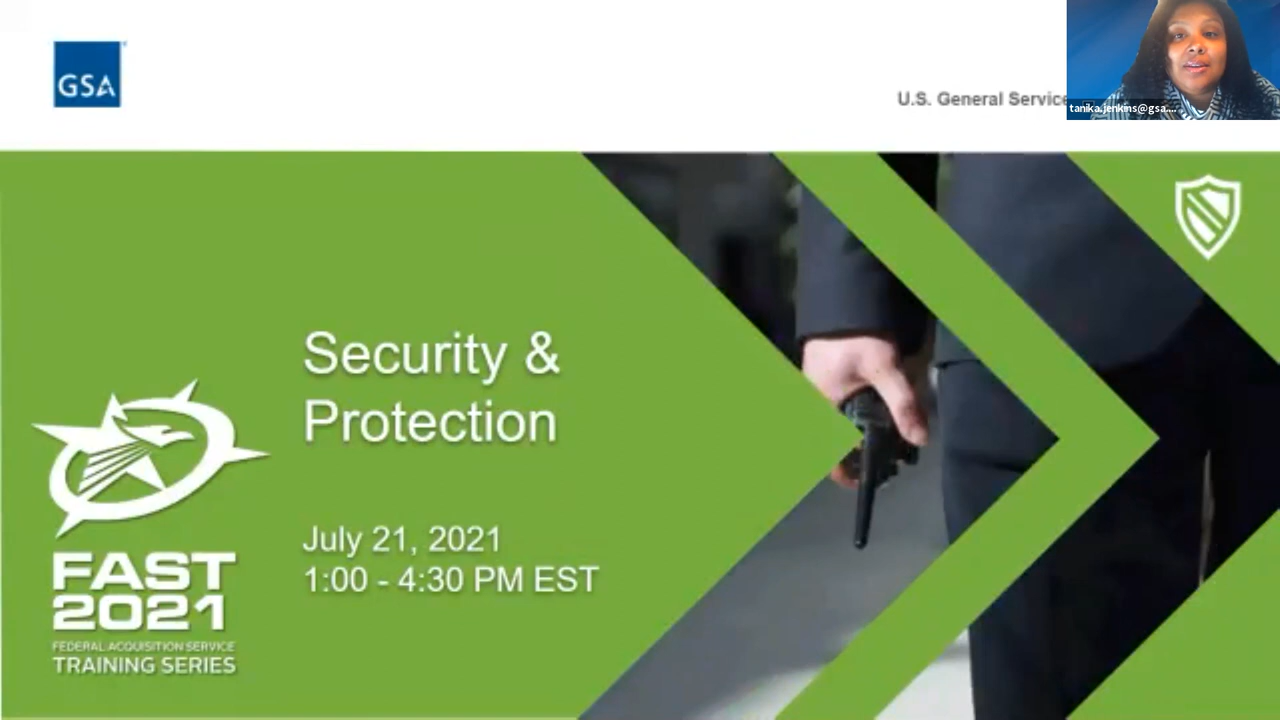 GSA
U.S. General Service
tanika.jenkins@gsa....
Security &
Protection
July 21, 2021
1:00 - 4:30 PM EST
FAST
2021
FEDERAL ACQUISITION SERVICE
TRAINING SERIES